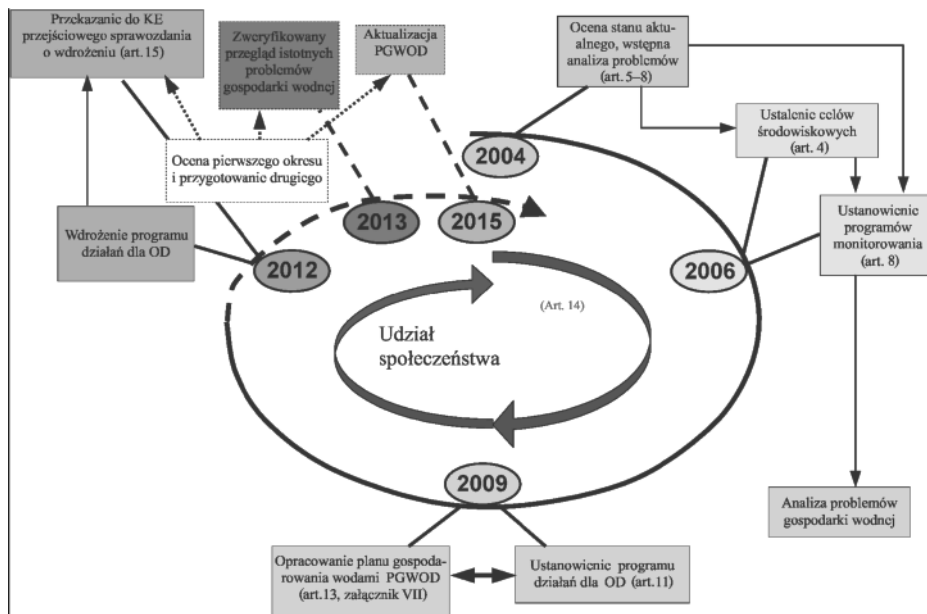 Przekazanie do KE
przejściowego sprawozdania
o wdrożeniu (art. 15)
Zweryfikowany
przegląd istotnych
problemów
gospodarki wodnej
Aktualizacja
PGWOD
Ocena stanu aktu-
alnego, wstępna
analiza problemów
(art. 5–8)
Ustalenie celów
środowiskowych
(art. 4)
Ocena pierwszego okresu
i przygotowanie drugiego
2004
Wdrożenie programu
działań dla OD
2013
2015
Ustanowienie
programów
monitorowania
(art. 8)
2012
2006
(Art. 14)
Udział
społeczeństwa
2009
Analiza problemów
gospodarki wodnej
Opracowanie planu gospoda-
rowania wodami PGWOD
(art.13, załącznik VII)
Ustanowienie programu
działań dla OD (art.11)